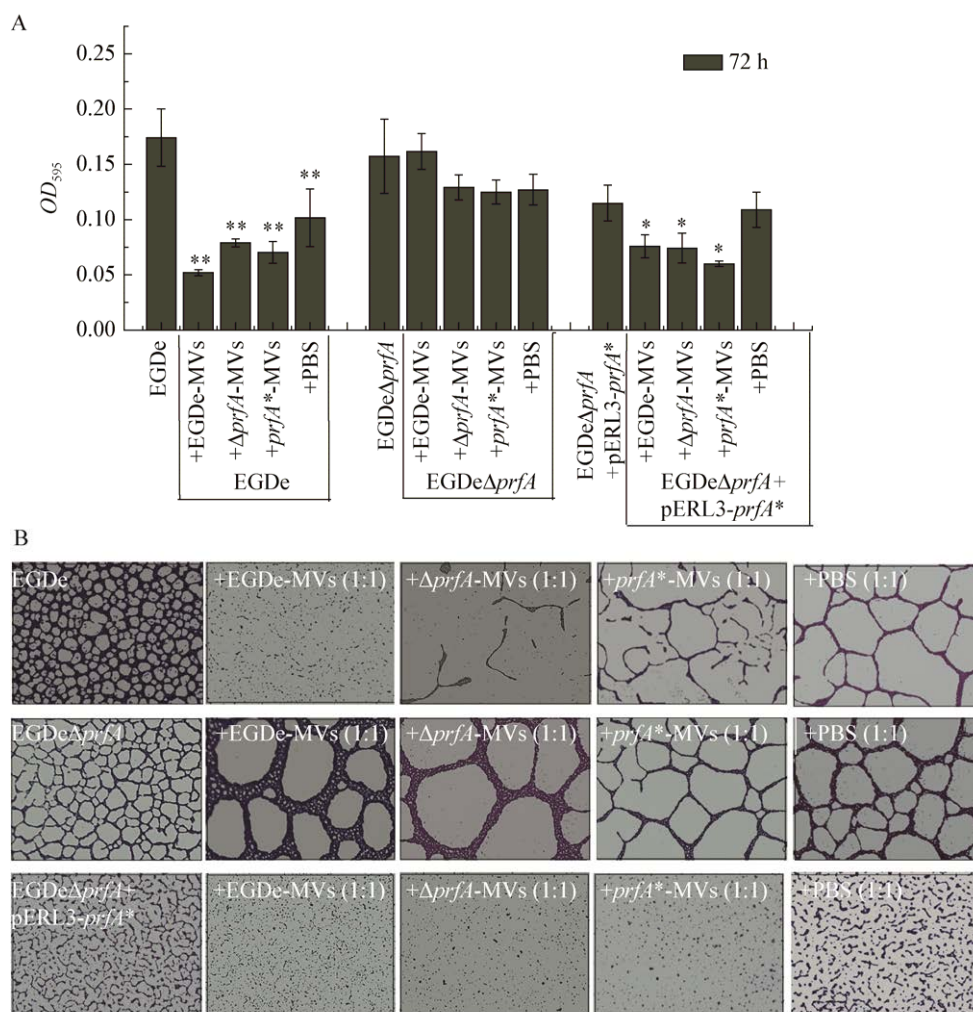 A
72 h
OD595
0.25
0.20
0.15
0.10
0.05
0.00
**
**
**
**
*
*
*
EGDe
+EGDe-MVs
+ΔprfA-MVs
+prfA*-MVs
+PBS
EGDe
EGDeΔprfA
+EGDe-MVs
+ΔprfA-MVs
+prfA*-MVs
+PBS
EGDeΔprfA
EGDeΔprfA
+pERL3-prfA*
+EGDe-MVs
+ΔprfA-MVs
+prfA*-MVs
+PBS
EGDeΔprfA+
pERL3-prfA*
B
EGDe
+EGDe-MVs (1:1)
+ΔprfA-MVs (1:1)
+prfA*-MVs (1:1)
+PBS (1:1)
EGDeΔprfA
+EGDe-MVs (1:1)
+ΔprfA-MVs (1:1)
+prfA*-MVs (1:1)
+PBS (1:1)
EGDeΔprfA+
pERL3-prfA*
+EGDe-MVs (1:1)
+ΔprfA-MVs (1:1)
+prfA*-MVs (1:1)
+PBS (1:1)